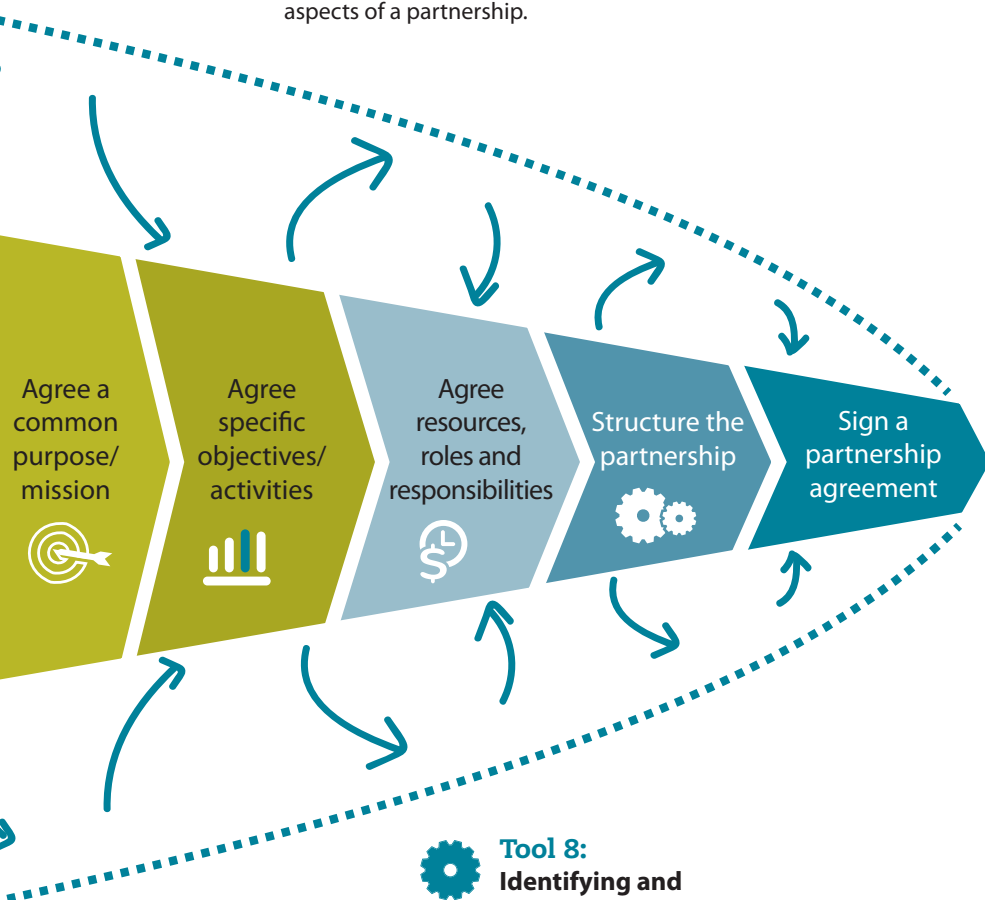 aspects of a partnership.
Agree a
common
purpose/
mission
Agree
specific
objectives/
activities
Agree
resources,
roles and
responsibilities
Structure the
partnership
Sign a
partnership
agreement
$
Tool 8:
Identifying and